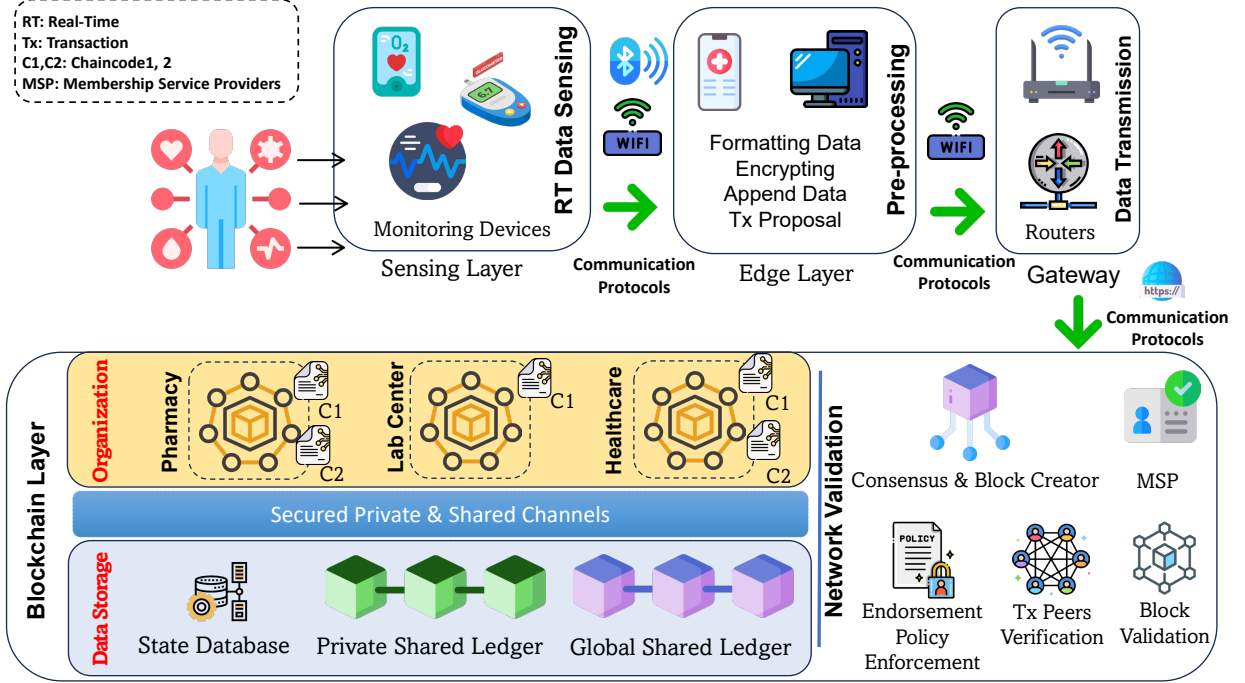 RT: Real-Time
Tx: Transaction
C1,C2: Chaincode1, 2
MSP: Membership Service Providers
O2
GLUCOMETER
6.7
Monitoring Devices
RT Data Sensing
Sensing Layer
WIFI
Communication
Protocols
Formatting Data
Encrypting
Append Data
Tx Proposal
Pre-processing
Edge Layer
WIFI
Communication
Protocols
Routers
Data Transmission
Gateway
https://
Communication
Protocols
Blockchain Layer
Organization
Pharmacy
C1
C2
Lab Center
C1
Healthcare
C1
C2
Secured Private & Shared Channels
Data Storage
State Database
Private Shared Ledger
Global Shared Ledger
Network Validation
Consensus & Block Creator
MSP
POLICY
Endorsement
Policy
Enforcement
Tx Peers
Verification
Block
Validation